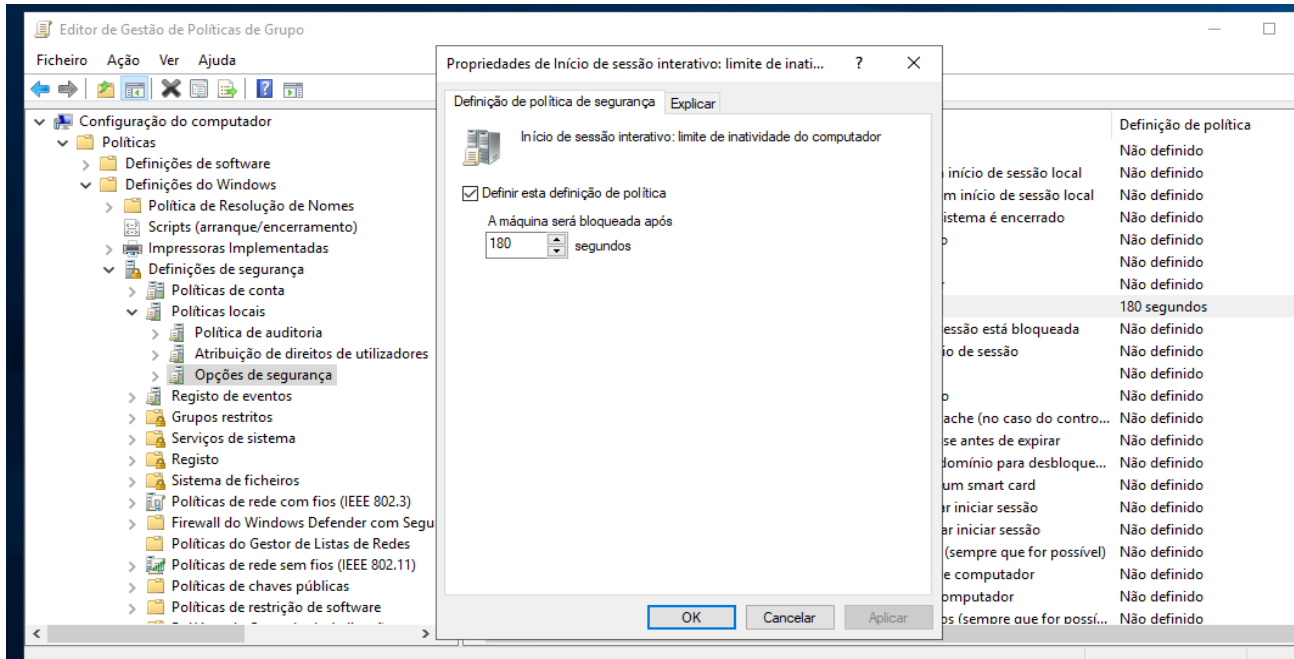 Editor de Gestão de Políticas de Grupo
Ficheiro Ação Ver Ajuda
Configuração do computador
Políticas
Definições de software
Definições do Windows
Política de Resolução de Nomes
Scripts (arranque/encerramento)
Impressoras Implementadas
Definições de segurança
Políticas de conta
Políticas locais
Política de auditoria
Atribuição de direitos de utilizadores
Opções de segurança
Registo de eventos
Grupos restritos
Serviços de sistema
Registo
Sistema de ficheiros
Políticas de rede com fios (IEEE 802.3)
Firewall do Windows Defender com Segu
Políticas do Gestor de Listas de Redes
Políticas de rede sem fios (IEEE 802.11)
Políticas de chaves públicas
Políticas de restrição de software
Propriedades de Início de sessão interativo: limite de inati... ?
Definição de política de segurança Explicar
Início de sessão interativo: limite de inatividade do computador
Definir esta definição de política
A máquina será bloqueada após
180 segundos
OK Cancelar Aplicar
Definição de política
Não definido
início de sessão local Não definido
m início de sessão local Não definido
istema é encerrado Não definido
Não definido
Não definido
Não definido
180 segundos
essão está bloqueada Não definido
io de sessão Não definido
Não definido
Não definido
ache (no caso do contro... Não definido
se antes de expirar Não definido
domínio para desbloque... Não definido
um smart card Não definido
ar iniciar sessão Não definido
ar iniciar sessão Não definido
(sempre que for possível) Não definido
e computador Não definido
omputador Não definido
os (sempre que for possí... Não definido